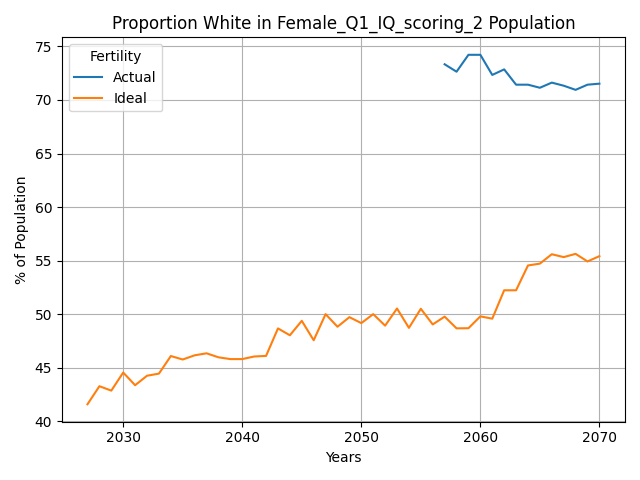 Proportion White in Female_Q1_IQ_scoring_2 Population
Fertility
Actual
Ideal
% of Population
75
70
65
60
55
50
45
40
2030
2040
2050
2060
2070
Years